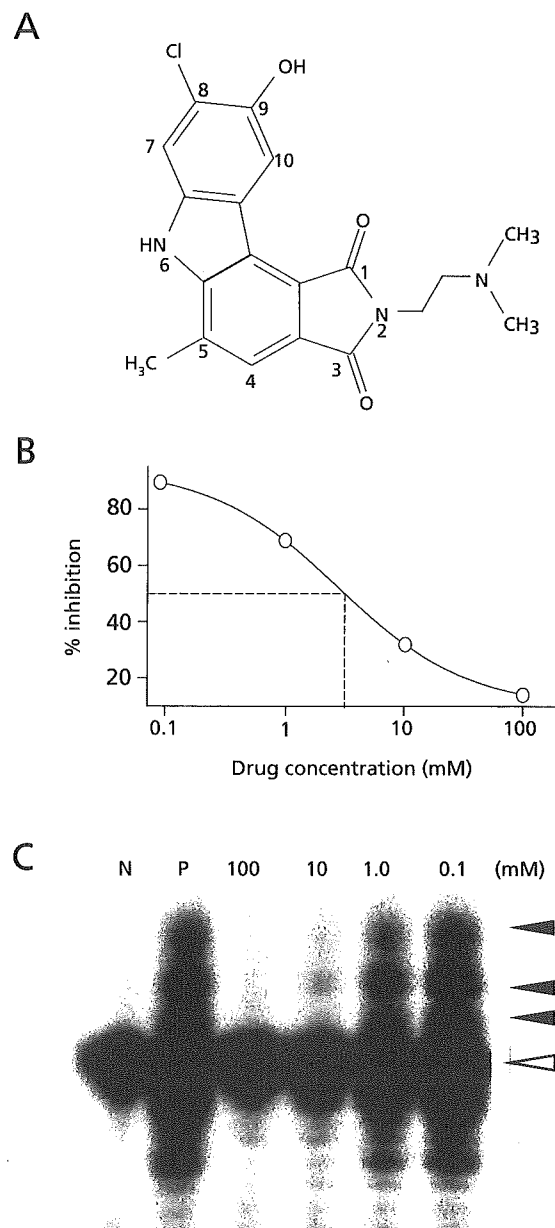 A
Cl
OH
8
9
7
10
HN
6
O
1
CH3
N
N
2
CH3
H3C
5
4
3
O
B
% inhibition
80
60
40
20
0.1 1 10 100
Drug concentration (mM)
C
N P 100 10 1.0 0.1 (mM)